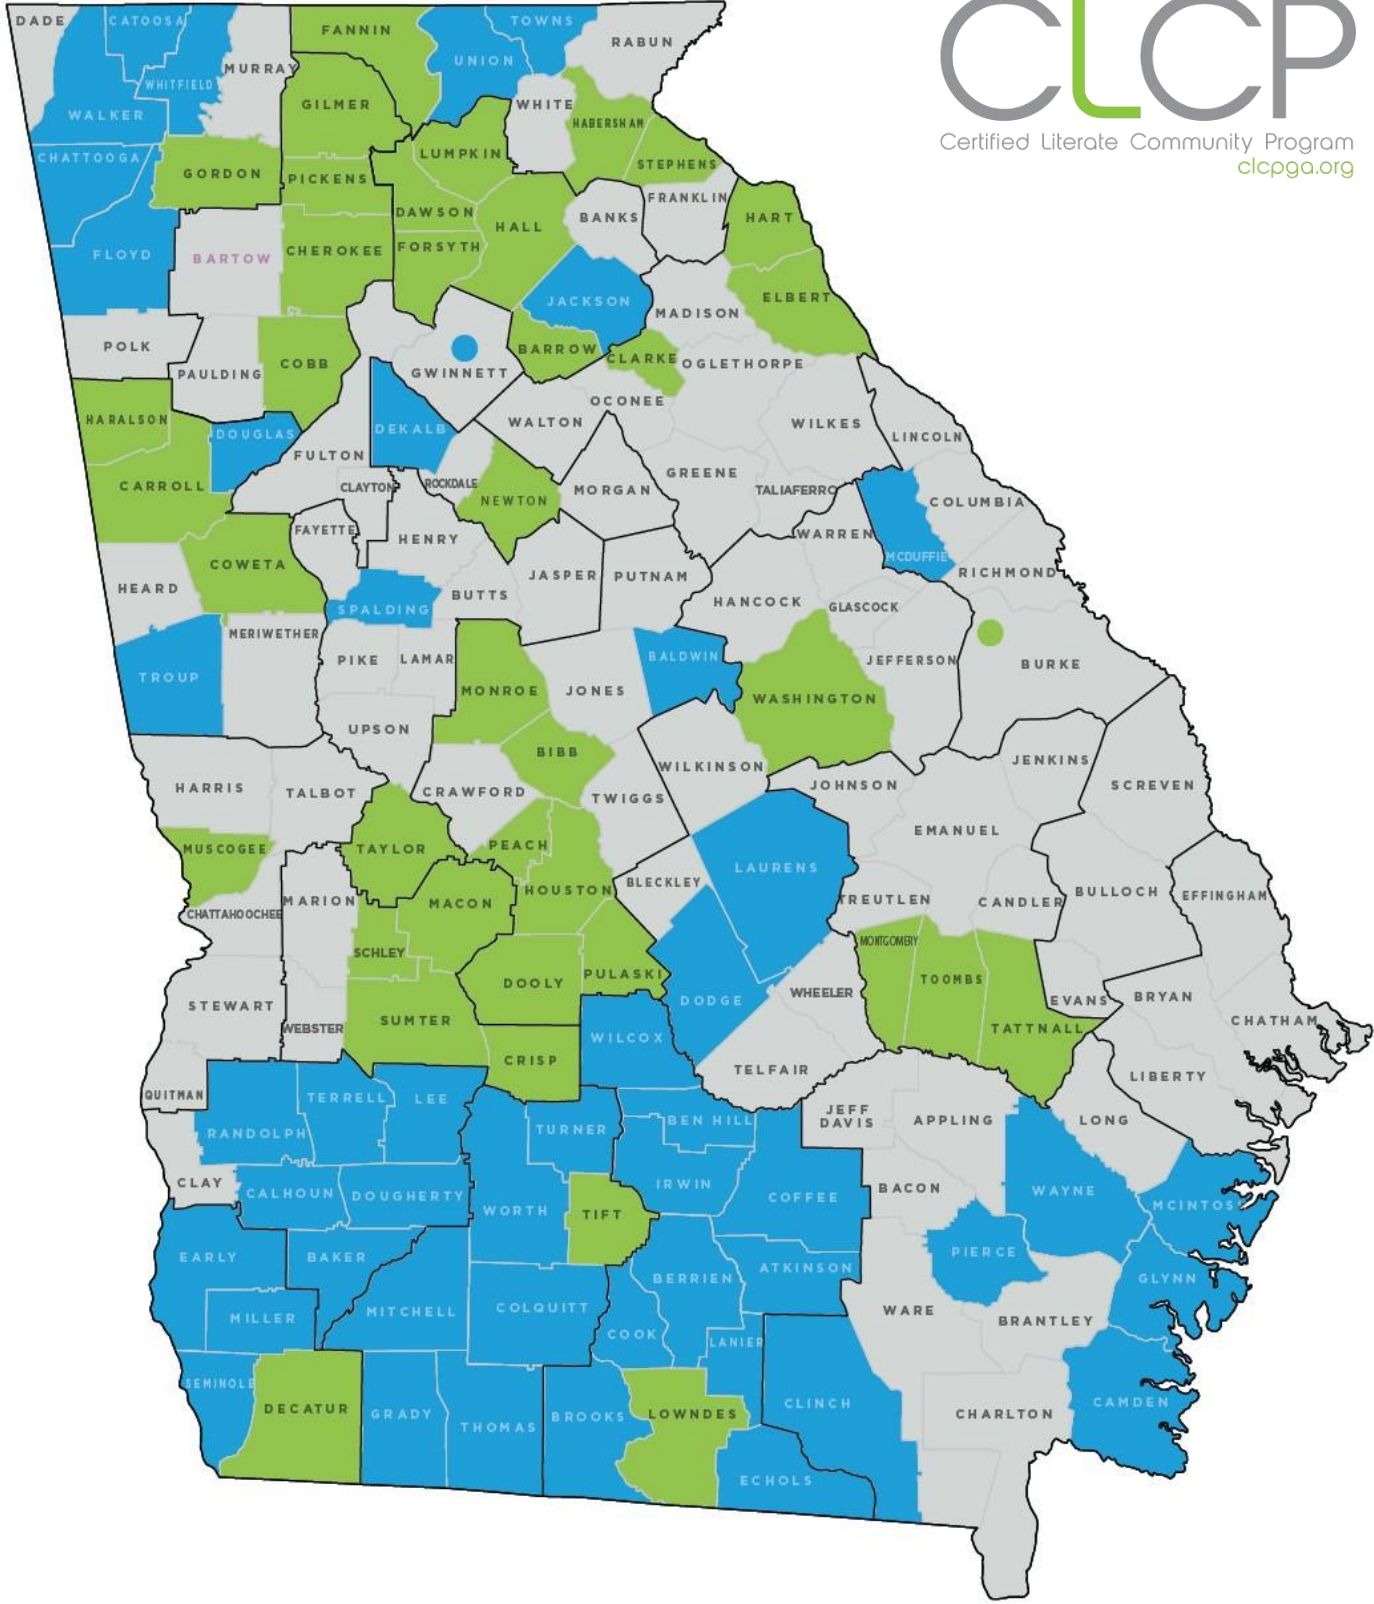 CLCP
Certified Literate Community Program
clcpga.org
DADE
CATOOSA
TOWNS
FANNIN
RABUN
UNION
MURRAY
WHITFIELD
WALKER
GILMER
WHITE
HABERSHAM
CHATTOOGA
LUMPKIN
STEPHENS
GORDON
PICKENS
FRANKLIN
DAWSON
BANKS
HART
HALL
FLOYD
BARTOW
CHEROKEE
FORSYTH
JACKSON
ELBERT
MADISON
POLK
BARROW
CLARKE
OGLETHORPE
COBB
PAULDING
GWINNETT
OCONEE
HARALSON
DOUGLAS
DEKALB
WALTON
WILKES
LINCOLN
FULTON
GREENE
CARROLL
CLAYTON
ROCKDALE
NEWTON
MORGAN
TALIAFERRO
COLUMBIA
FAYETTE
HENRY
WARREN
MCDUFFIE
COWETA
RICHMOND
HEARD
JASPER
PUTNAM
BUTTS
SPALDING
HANCOCK
GLASCOCK
MERIWETHER
PIKE
LAMAR
BALDWIN
JEFFERSON
BURKE
TROUP
MONROE
JONES
WASHINGTON
UPSON
BIBB
WILKINSON
JENKINS
HARRIS
TALBOT
CRAWFORD
TWIGGS
JOHNSON
SCREVEN
EMANUEL
MUSCOGEE
TAYLOR
PEACH
LAURENS
BLECKLEY
HOUSTON
BULLOCH
EFFINGHAM
MARION
MACON
TREUTLEN
CANDLER
CHATTAHOOCHEE
MONTGOMERY
SCHLEY
DOOLY
PULASKI
TOOMBS
WHEELER
DODGE
EVANS
BRYAN
STEWART
WEBSTER
SUMTER
TATTNALL
CHATHAM
WILCOX
CRISP
TELFAIR
LIBERTY
QUITMAN
TERRELL
LEE
JEFF
DAVIS
APPLING
LONG
RANDOLPH
TURNER
BEN HILL
CLAY
CALHOUN
DOUGHERTY
IRWIN
COFFEE
BACON
WAYNE
WORTH
TIFT
MCINTOS
EARLY
BAKER
PIERCE
BERRIEN
ATKINSON
GLYNN
MILLER
MITCHELL
COLQUITT
WARE
BRANTLEY
COOK
LANIER
SEMINOLE
DECATUR
GRADY
THOMAS
BROOKS
LOWNDES
CLINCH
CHARLTON
CAMDEN
ECHOLS